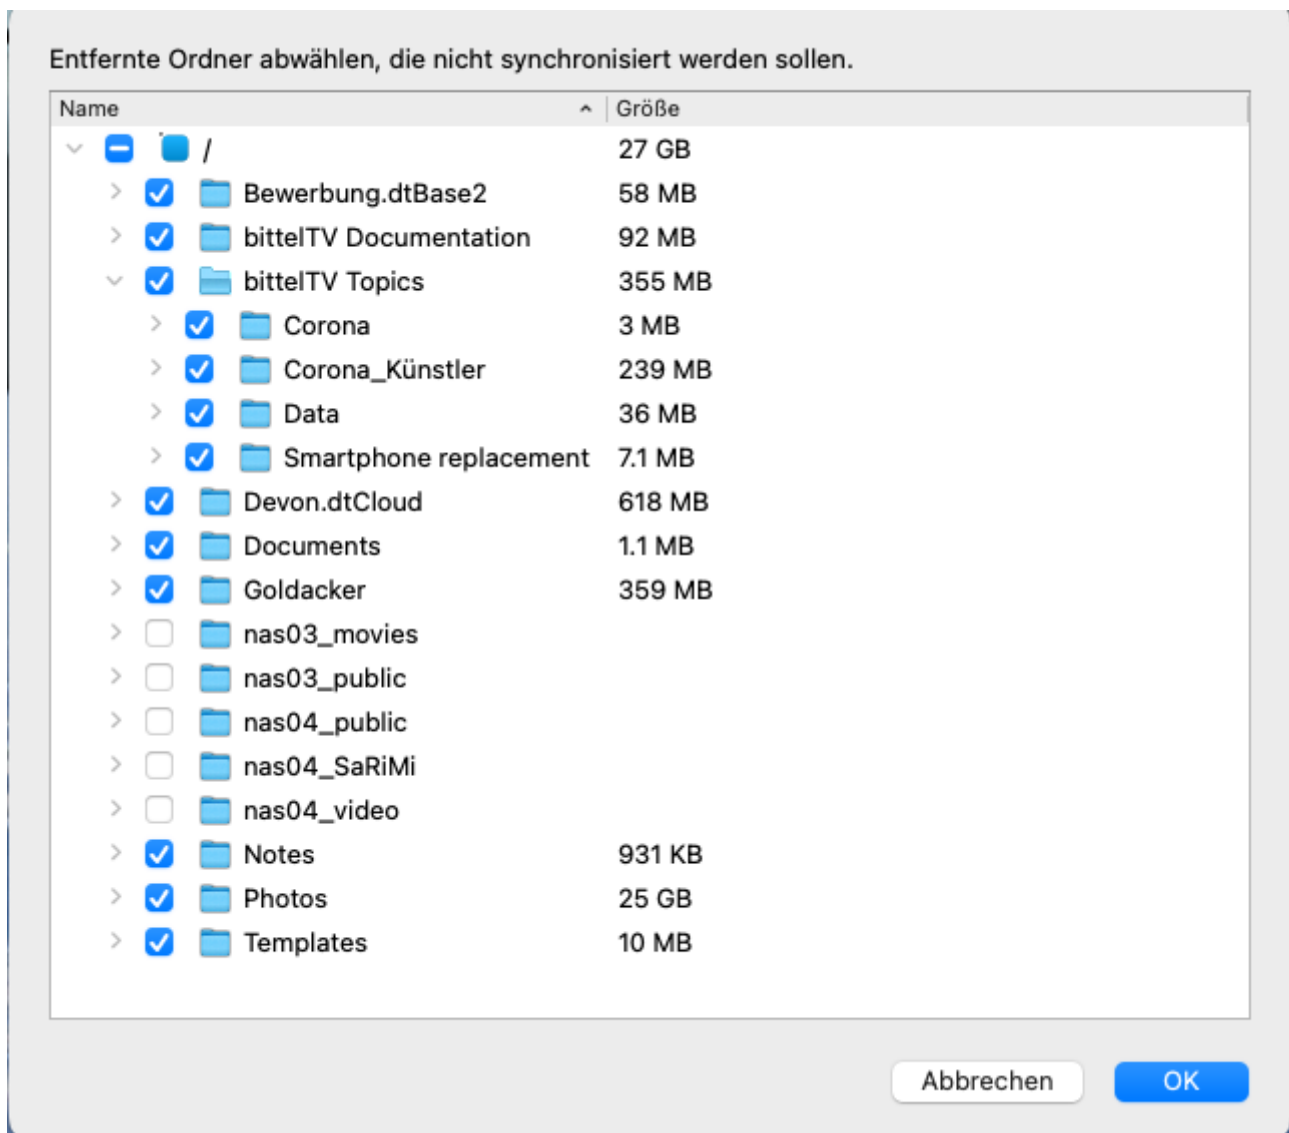 Entfernte Ordner abwählen, die nicht synchronisiert werden sollen.
Name Größe
/ 27 GB
Bewerbung.dtBase2 58 MB
bittelTV Documentation 92 MB
bittelTV Topics 355 MB
Corona 3 MB
Corona_Künstler 239 MB
Data 36 MB
Smartphone replacement 7.1 MB
Devon.dtCloud 618 MB
Documents 1.1 MB
Goldacker 359 MB
nas03_movies
nas03_public
nas04_public
nas04_SaRiMi
nas04_video
Notes 931 KB
Photos 25 GB
Templates 10 MB
Abbrechen OK